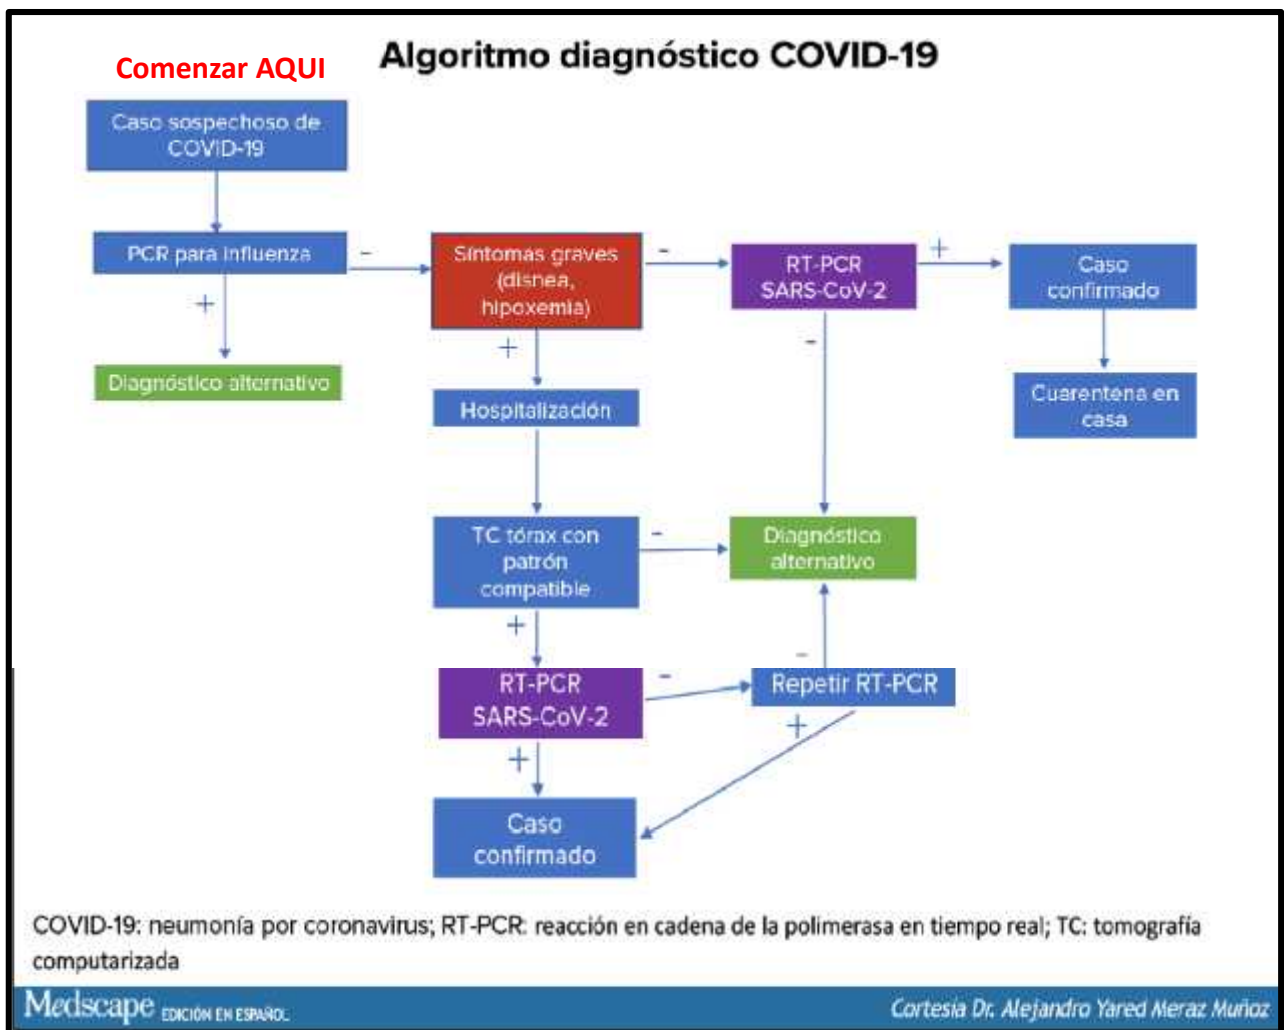 Algoritmo diagnóstico COVID-19
Comenzar AQUI
Caso sospechoso de
COVID-19
PCR para influenza
-
+
Diagnóstico alternativo
Síntomas graves
(disnea,
hipoxemia)
-
+
RT-PCR
SARS-CoV-2
+
-
Caso
confirmado
Cuarentena en
casa
Hospitalización
TC tórax con
patrón
compatible
-
+
Diagnóstico
alternativo
RT-PCR
SARS-CoV-2
-
+
Repetir RT-PCR
-
+
Caso
confirmado
COVID-19: neumonía por coronavirus; RT-PCR: reacción en cadena de la polimerasa en tiempo real; TC: tomografía
computarizada
Medscape EDICIÓN EN ESPAÑOL
Cortesía Dr. Alejandro Yared Meraz Muñoz